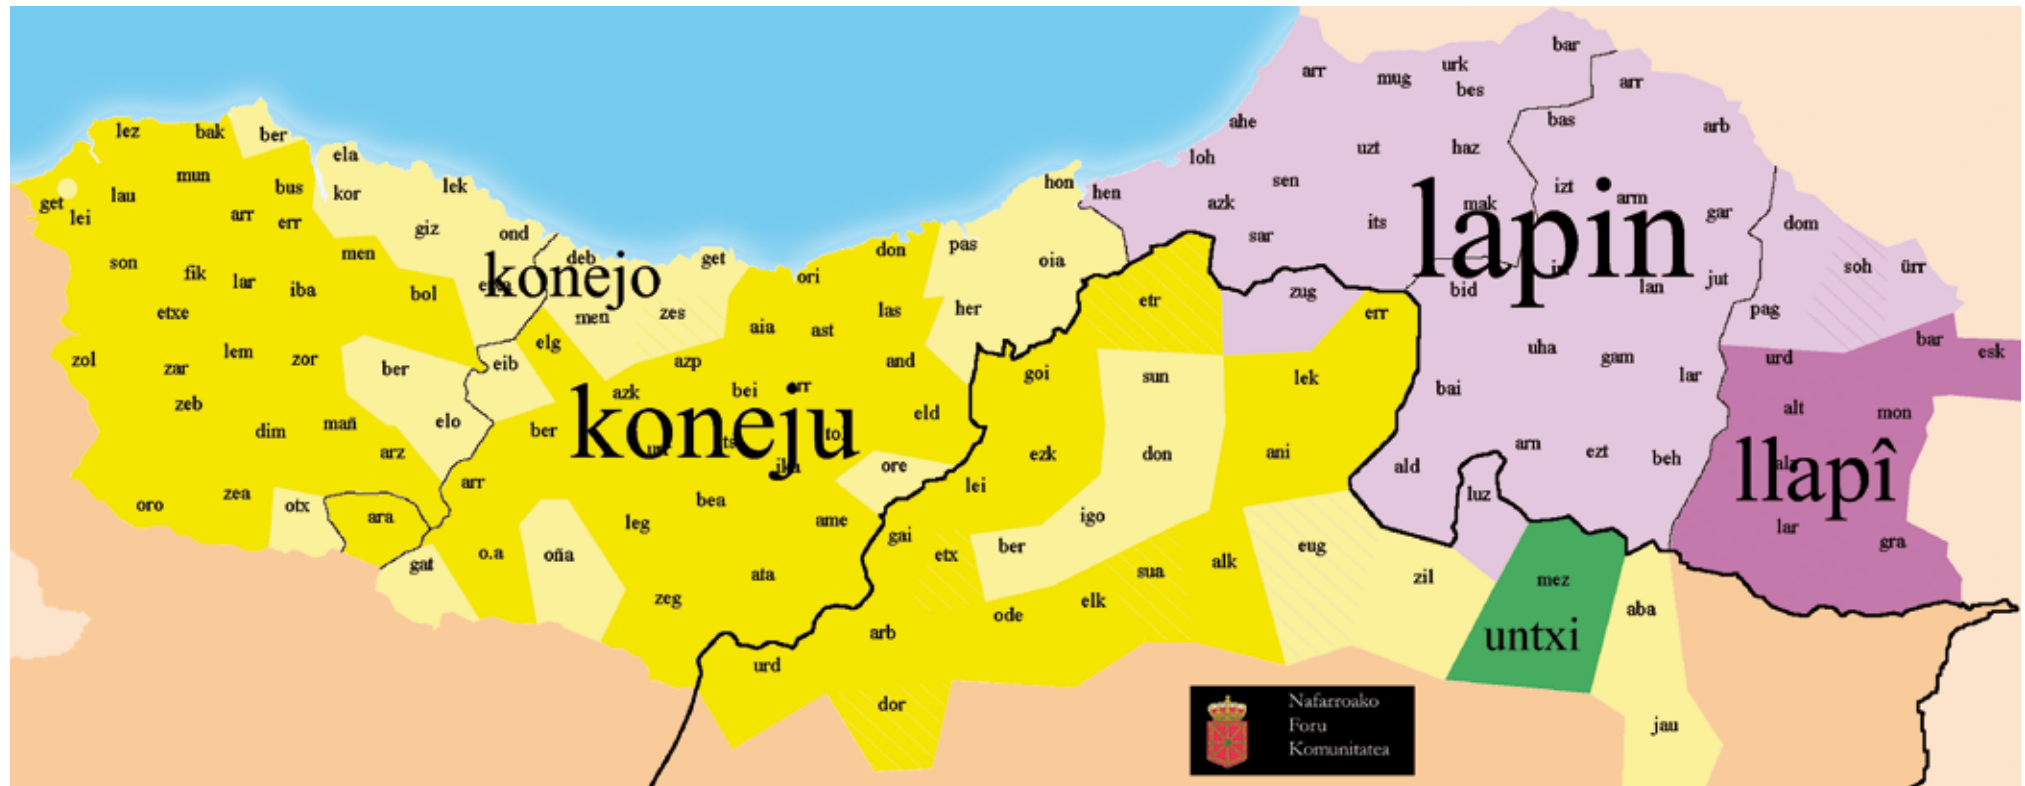 bar
arr
mug
urk
bes
arr
lez
bak
ber
ahe
bas
arb
ela
loh
uzt
haz
mun
lau
bus
kor
lek
hon
hen
sen
izt
arm
get
lei
arr
err
giz
ond
azk
its
mak
gar
dom
lapin
son
fik
lar
iba
men
bol
deb
get
don
pas
oia
sar
soh
ürr
konejo
ori
zug
bid
lan
jut
etxe
men
zes
las
her
etr
err
pag
aia
ast
zol
zar
lem
zor
ber
eib
elg
azp
and
goi
sun
lek
uha
gam
lar
urd
bar
esk
zeb
dim
mañ
elo
azk
bei
eld
bai
alt
mon
koneju
ber
arz
ezk
don
ani
ald
arn
ezt
beh
llapî
oro
zea
otx
ara
arr
ore
lei
luz
lar
gra
gat
o.a
oña
leg
bea
ame
gai
etx
ber
igo
sua
alk
eug
zil
mez
untxi
aba
zeg
ata
arb
ode
elk
urd
dor
jau
Nafarroako
Foru
Komunitatea